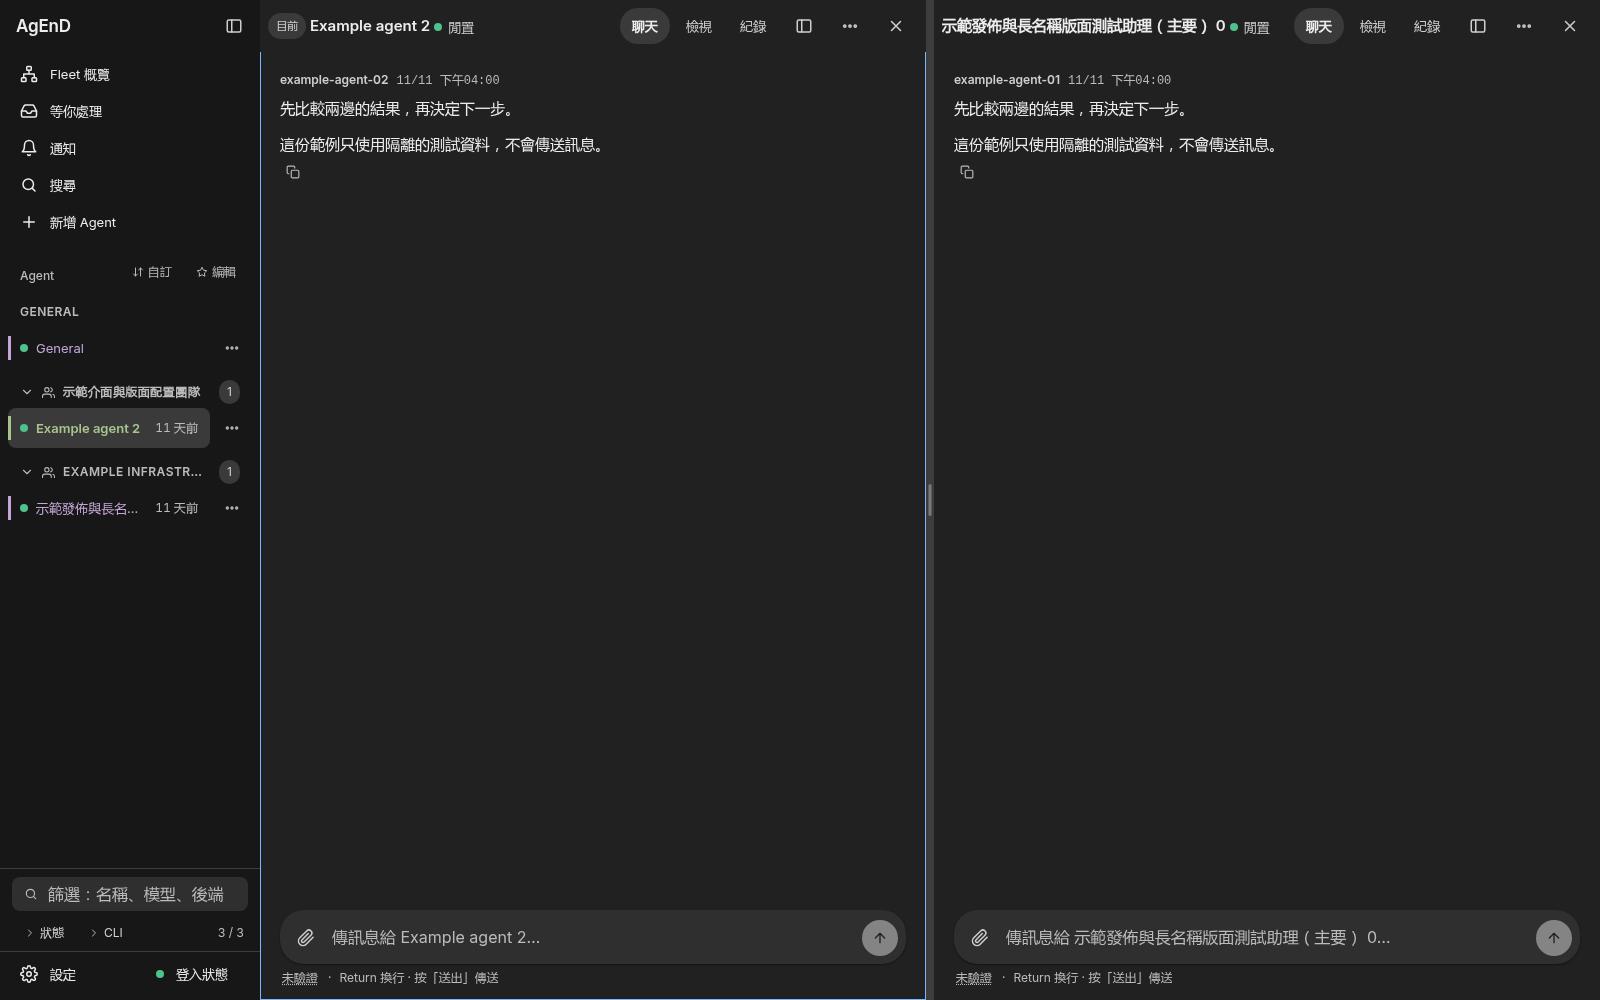 AgEnD
Fleet 概覽
等你處理
通知
搜尋
新增 Agent
Agent
自訂
編輯
GENERAL
General
示範介面與版面配置團隊
1
Example agent 2
11 天前
EXAMPLE INFRASTR...
1
示範發佈與長名...
11 天前
篩選：名稱、模型、後端
狀態
CLI
3 / 3
設定
登入狀態
目前
Example agent 2
閒置
聊天
檢視
紀錄
example-agent-02 11/11 下午04:00
先比較兩邊的結果，再決定下一步。
這份範例只使用隔離的測試資料，不會傳送訊息。
傳訊息給 Example agent 2...
未驗證 · Return 換行 · 按「送出」傳送
示範發佈與長名稱版面測試助理（主要） 0
閒置
聊天
檢視
紀錄
example-agent-01 11/11 下午04:00
先比較兩邊的結果，再決定下一步。
這份範例只使用隔離的測試資料，不會傳送訊息。
傳訊息給 示範發佈與長名稱版面測試助理（主要） 0...
未驗證 · Return 換行 · 按「送出」傳送